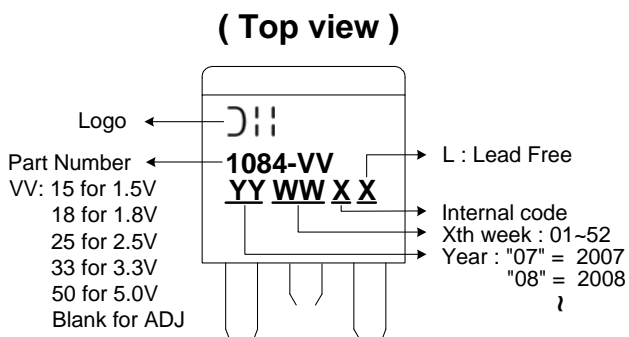 ( Top view )
Logo
Part Number
VV: 15 for 1.5V
18 for 1.8V
25 for 2.5V
33 for 3.3V
50 for 5.0V
Blank for ADJ
1084-VV
YY WW X X
L : Lead Free
Internal code
Xth week : 01~52
Year : "07" = 2007
"08" = 2008
~